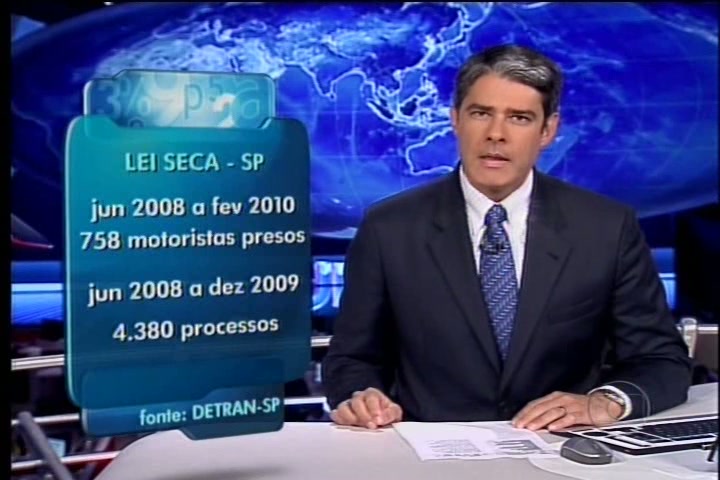 LEI SECA - SP
jun 2008 a fev 2010
758 motoristas presos
jun 2008 a dez 2009
4.380 processos
fonte: DETRAN-SP